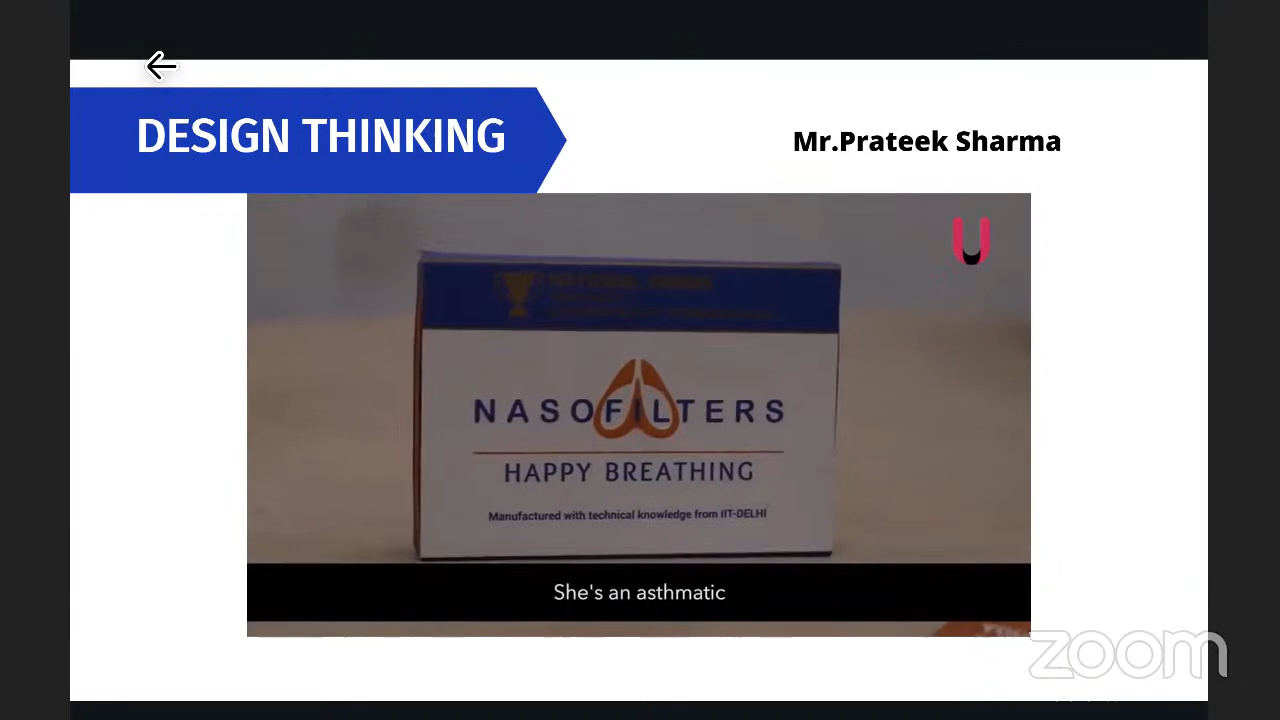 DESIGN THINKING
Mr.Prateek Sharma
NASOFILTERS
HAPPY BREATHING
Manufactured with technical knowledge from IIT-DELHI
She's an asthmatic
zoom